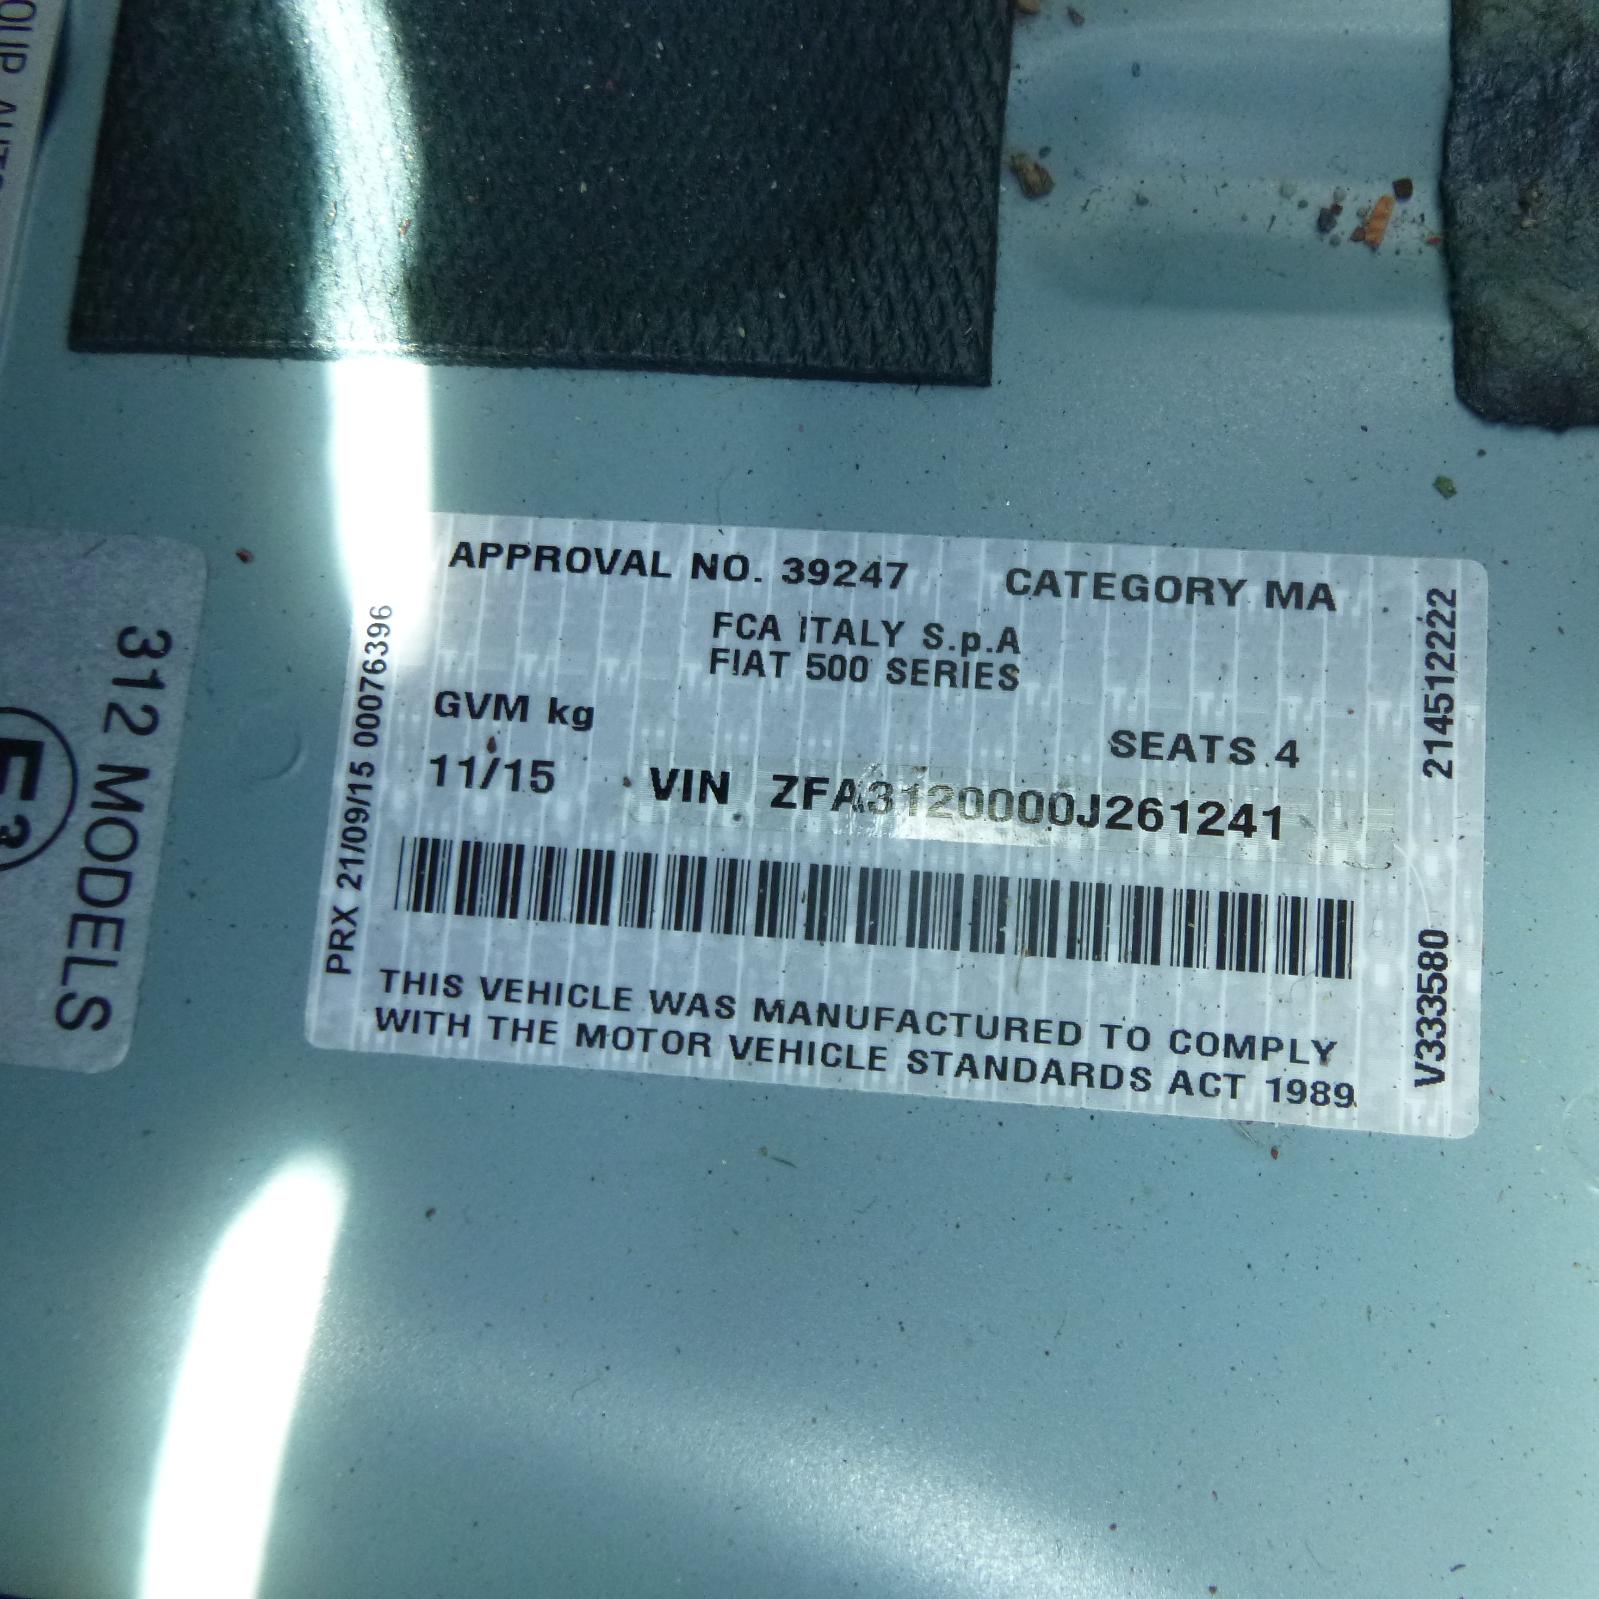 312 MODELS
E3
APPROVAL NO. 39247 CATEGORY MA
FCA ITALY S.p.A
FIAT 500 SERIES
GVM kg
SEATS 4
11/15 VIN ZFA3120000J261241
THIS VEHICLE WAS MANUFACTURED TO COMPLY
WITH THE MOTOR VEHICLE STANDARDS ACT 1989
PRX 21/09/15 00076396
V333580 214512222